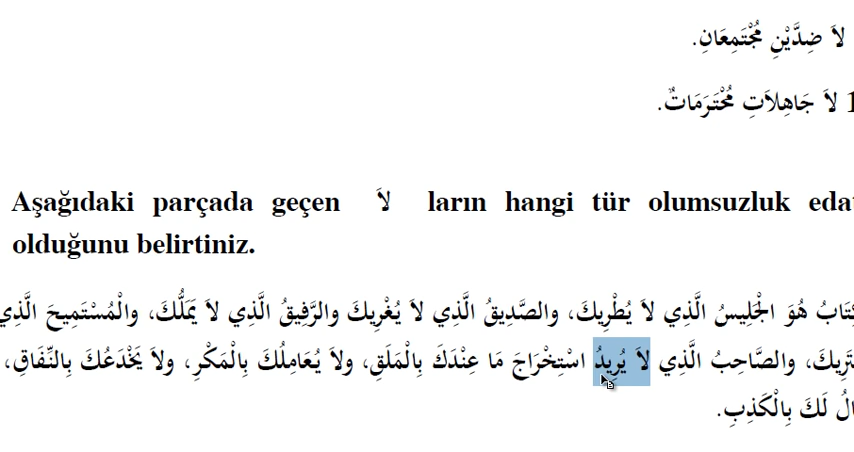 لاَ ضِدَّيْنِ مُجْتَمِعَانِ.
1 لاَ جَاهِلاَتٍ مُحْتَرَمَاتٌ.
Aşağıdaki parçada geçen لاَ ların hangi tür olumsuzluk eda
olduğunu belirtiniz.
هُوَ الْجَلِيسُ الَّذِي لاَ يُطْرِيكَ، والصَّدِيقُ الَّذِي لاَ يُغْرِيكَ والرَّفِيقُ الَّذِي لاَ يَمَلُّكَ، والْمُسْتَمِيحَ الَّذِي
والصَّاحِبُ الَّذِي لاَ يُرِيدُ اسْتِخْرَاجَ مَا عِنْدَكَ بِالْمَلَقِ، ولاَ يُعَامِلُكَ بِالْمَكْرِ، ولاَ يَخْدَعُكَ بِالنِّفَاقِ،
لَكَ بِالْكَذِبِ.